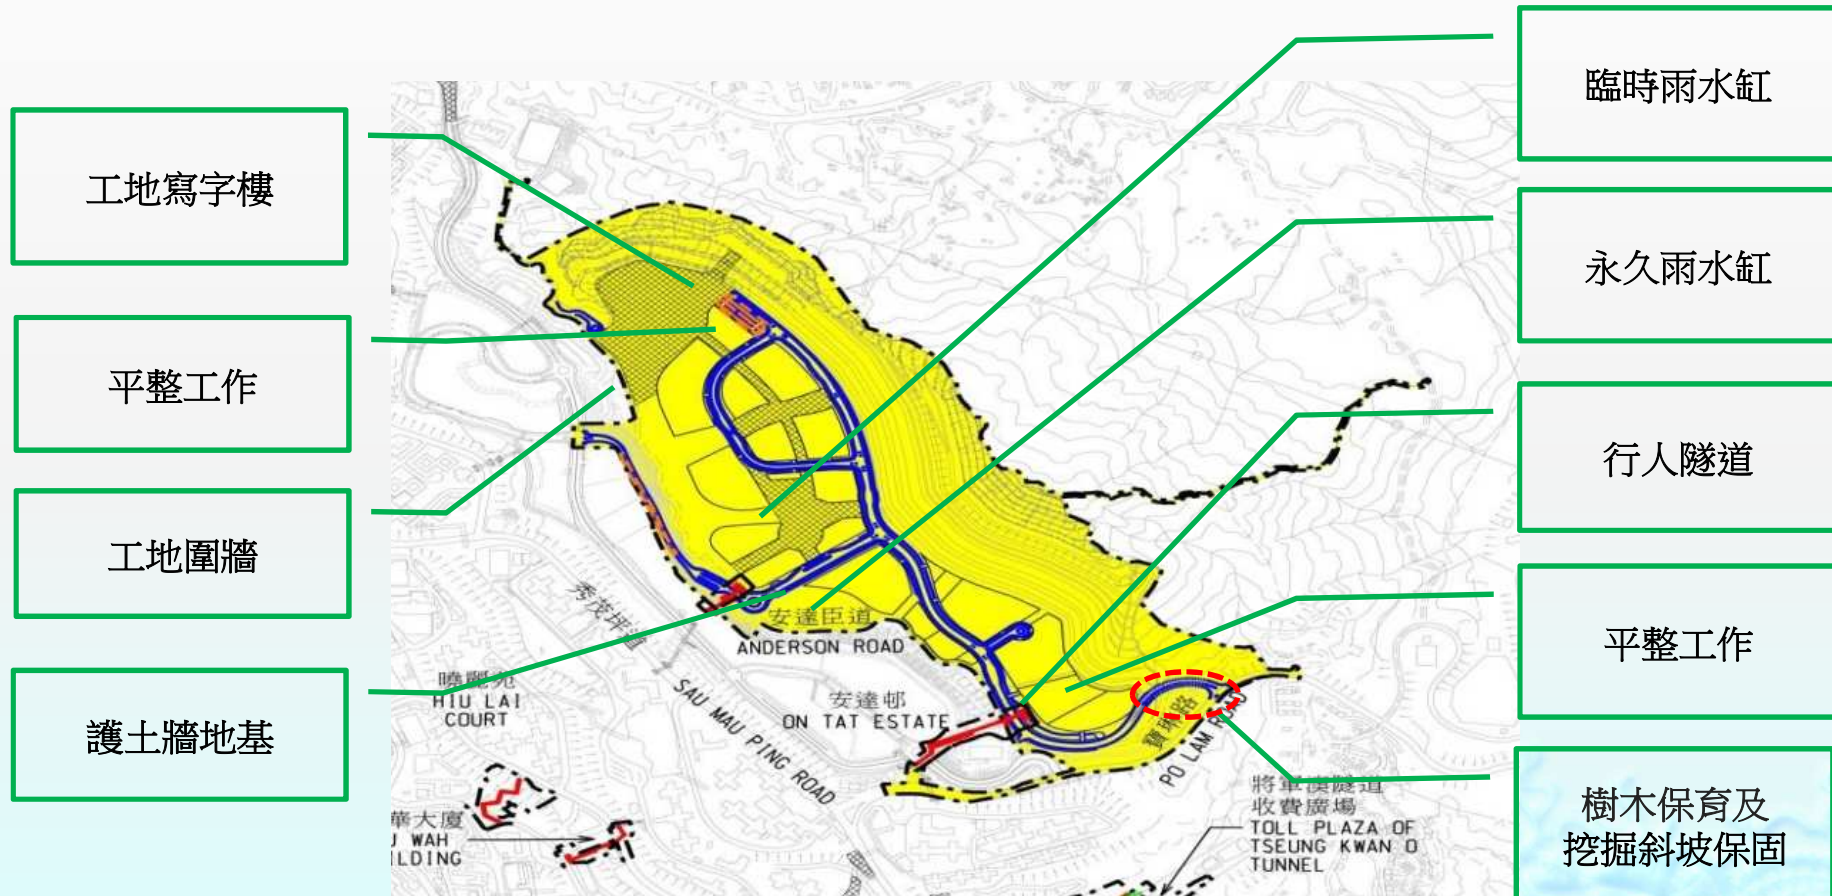 臨時雨水缸
工地寫字樓
永久雨水缸
平整工作
行人隧道
工地圍牆
平整工作
護土牆地基
樹木保育及
挖掘斜坡保固
秀茂坪道
安達臣道
ANDERSON ROAD
曉麗苑
HIU LAI
COURT
SAU MAU PING ROAD
安達邨
ON TAT ESTATE
寶琳路
PO LAM ROAD
將軍澳隧道
收費廣場
TOLL PLAZA OF
TSEUNG KWAN O
TUNNEL
華大廈
U WAH
ILDING